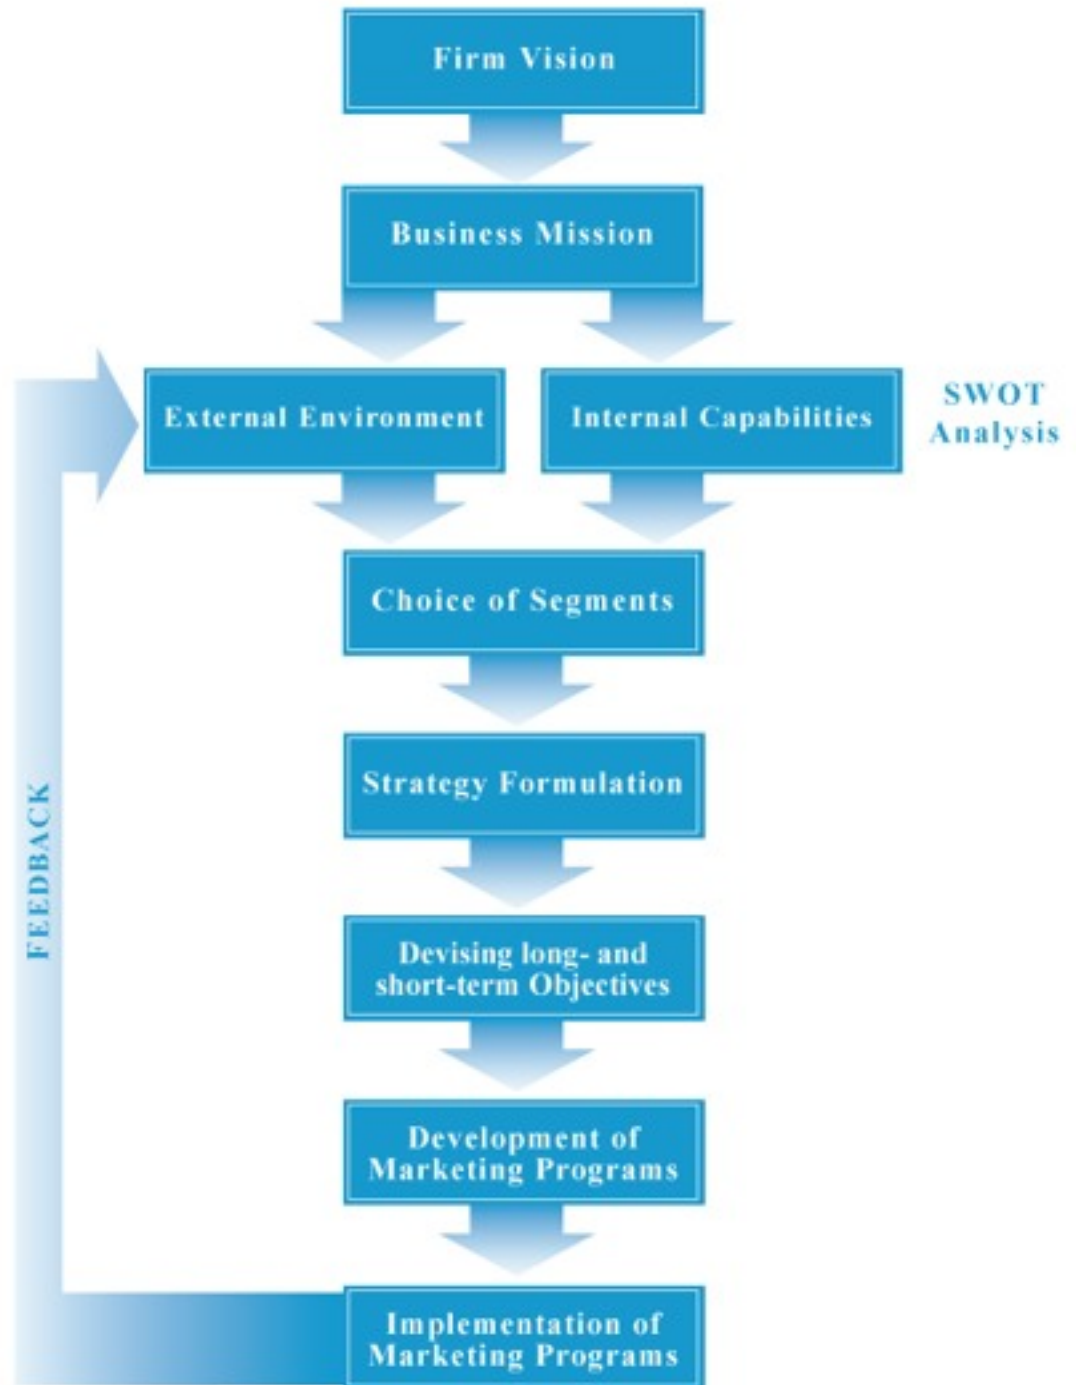 Firm Vision
Business Mission
External Environment
Internal Capabilities
SWOT
Analysis
Choice of Segments
Strategy Formulation
FEEDBACK
Devising long- and
short-term Objectives
Development of
Marketing Programs
Implementation of
Marketing Programs